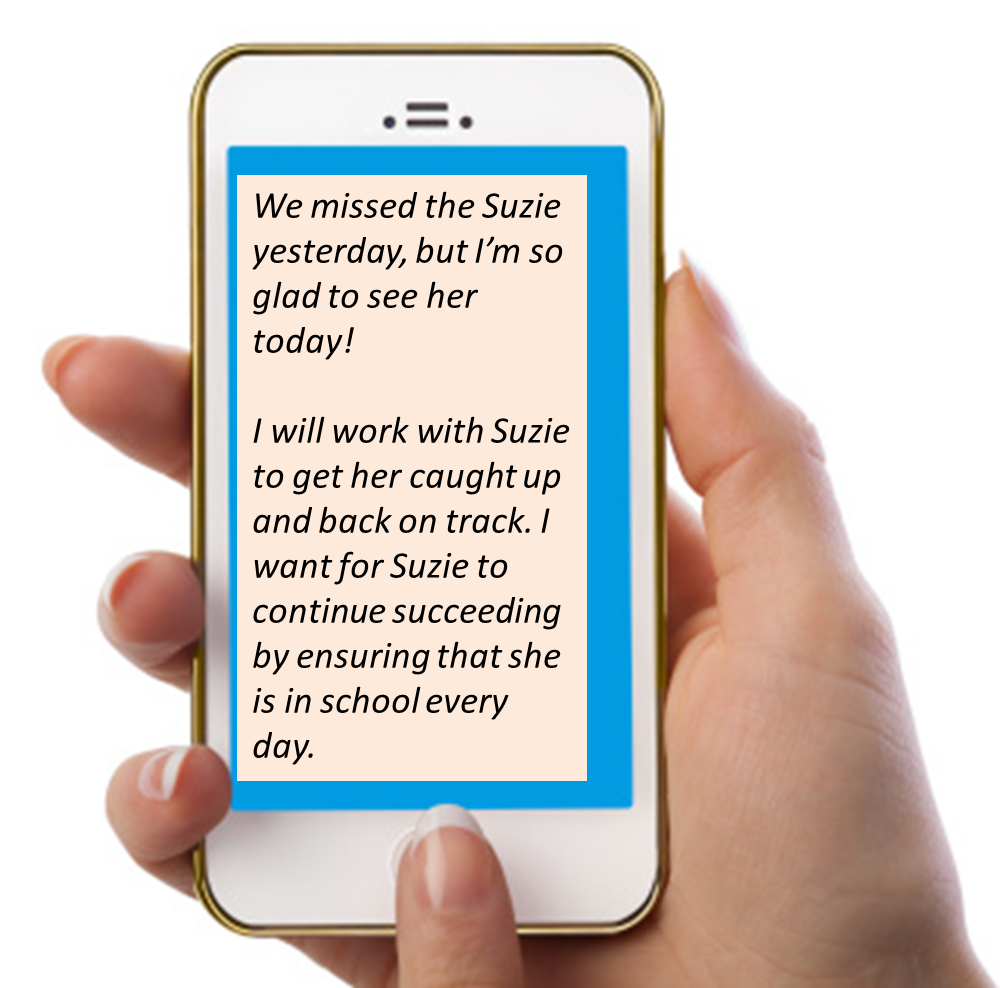 We missed the Suzie
yesterday, but I’m so
glad to see her
today!
I will work with Suzie
to get her caught up
and back on track. I
want for Suzie to
continue succeeding
by ensuring that she
is in school every
day.